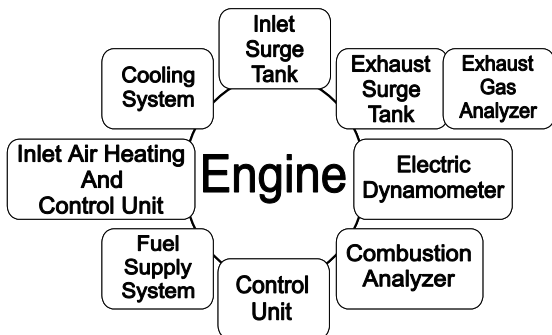 Inlet
Surge
Tank
Cooling
System
Exhaust
Surge
Tank
Exhaust
Gas
Analyzer
Inlet Air Heating
And
Control Unit
Engine
Electric
Dynamometer
Fuel
Supply
System
Control
Unit
Combustion
Analyzer